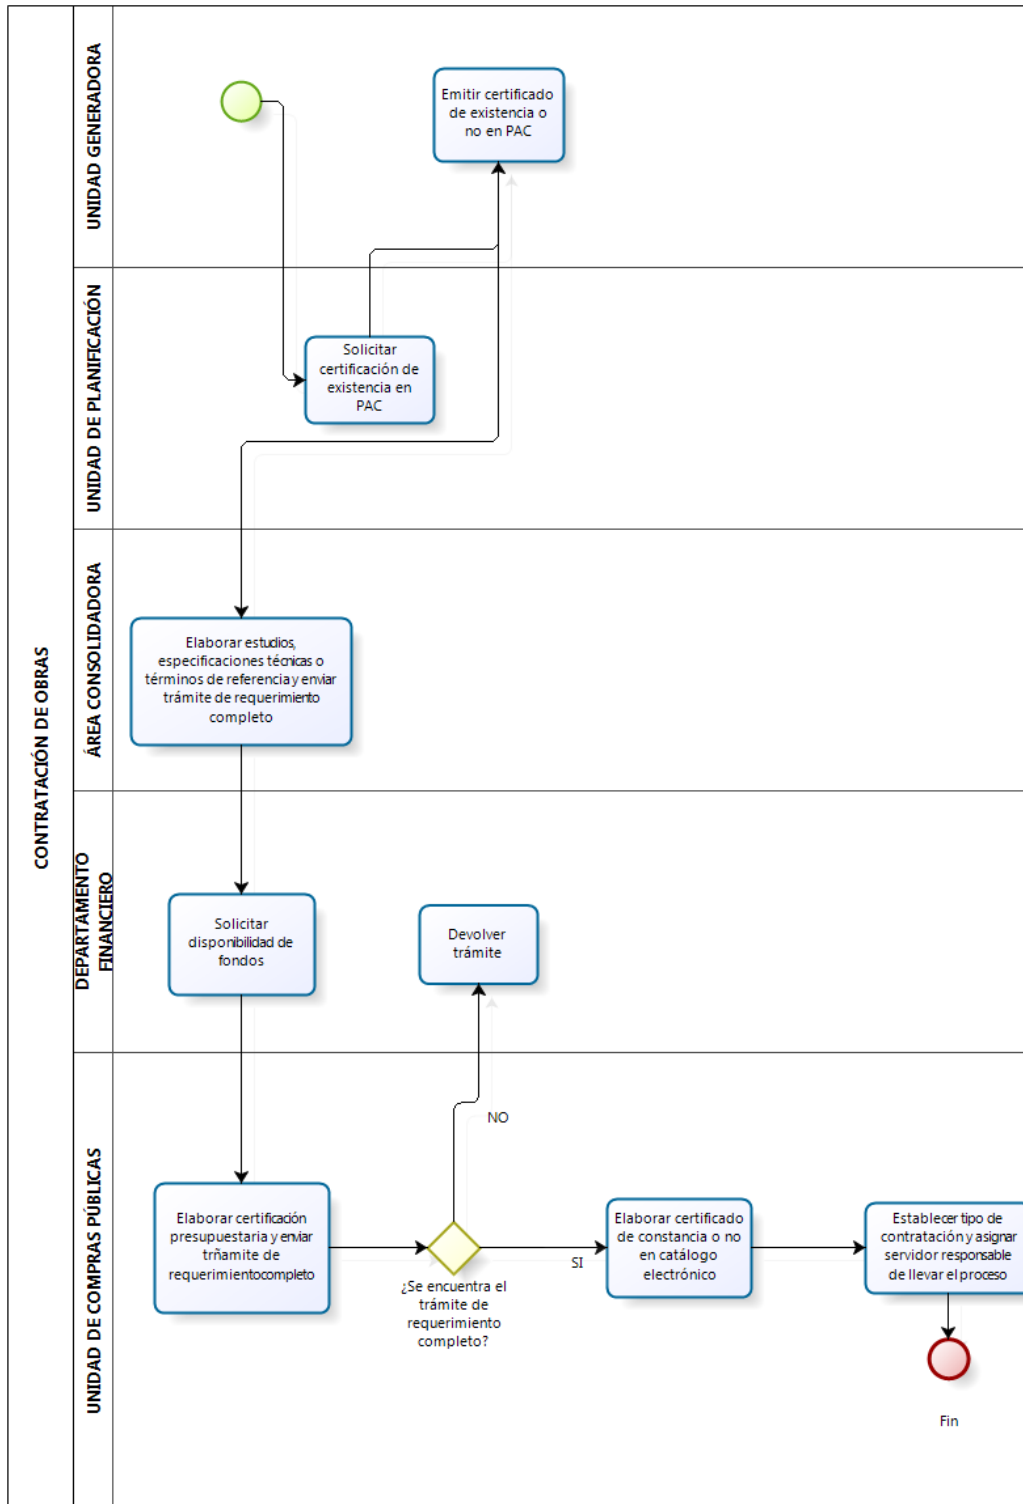 CONTRATACIÓN DE OBRAS
UNIDAD GENERADORA
Emitir certificado
de existencia o
no en PAC
UNIDAD DE PLANIFICACIÓN
Solicitar
certificación de
existencia en
PAC
ÁREA CONSOLIDADORA
Elaborar estudios,
especificaciones técnicas o
términos de referencia y enviar
trámite de requerimiento
completo
DEPARTAMENTO
FINANCIERO
Solicitar
disponibilidad de
fondos
Devolver
trámite
UNIDAD DE COMPRAS PÚBLICAS
NO
Elaborar certificación
presupuestaria y enviar
trñamite de
requerimientocompleto
¿Se encuentra el
trámite de
requerimiento
completo?
SI
Elaborar certificado
de constancia o no
en catálogo
electrónico
Establecer tipo de
contratación y asignar
servidor responsable
de llevar el proceso
Fin